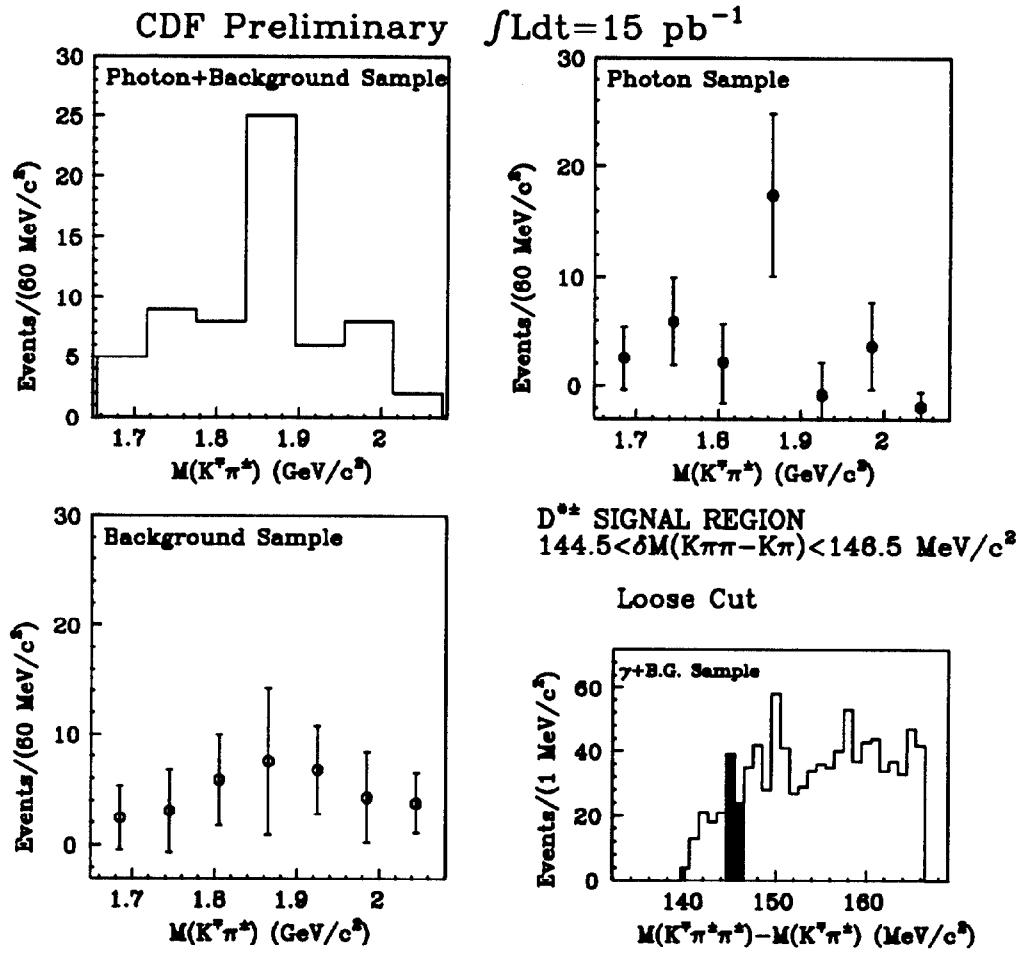 CDF Preliminary ∫Ldt=15 pb⁻¹
Photon+Background Sample
30
25
20
15
10
5
0
Events/(60 MeV/c²)
1.7 1.8 1.9 2
M(K∓π±) (GeV/c²)
Photon Sample
30
20
10
0
Events/(60 MeV/c²)
1.7 1.8 1.9 2
M(K∓π±) (GeV/c²)
Background Sample
30
20
10
0
Events/(60 MeV/c²)
1.7 1.8 1.9 2
M(K∓π±) (GeV/c²)
D*± SIGNAL REGION
144.5<δM(Kππ−Kπ)<146.5 MeV/c²
Loose Cut
γ+B.G. Sample
60
40
20
0
Events/(1 MeV/c²)
140 150 160
M(K∓π±π±)−M(K∓π±) (MeV/c²)